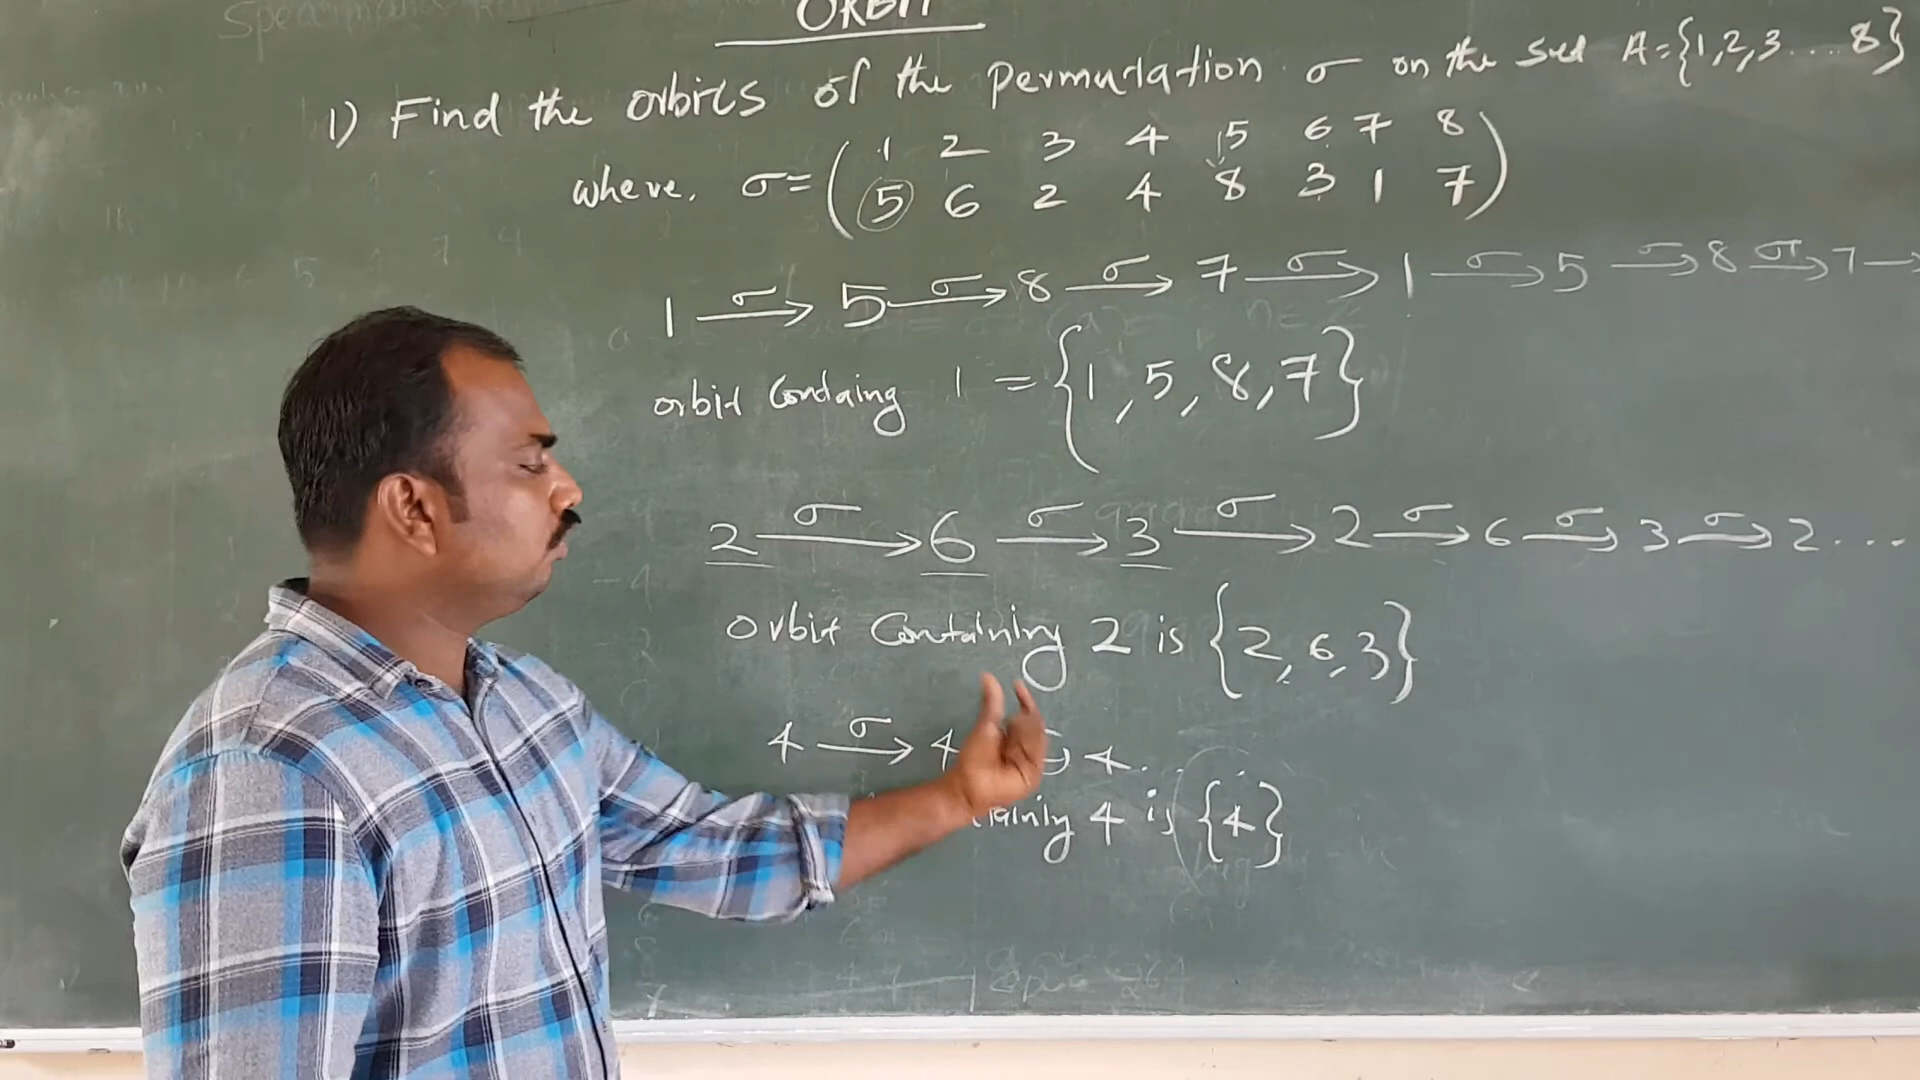 ORBIT
1) Find the orbits of the permutation σ on the set A={1,2,3....8}
where. σ= ( 1 2 3 4 5 6 7 8
5 6 2 4 8 3 1 7 )
1 σ→ 5 σ→ 8 σ→ 7 σ→ 1 σ→ 5 σ→ 8 σ→ 7 →
orbit Containg 1 = {1, 5, 8, 7}
2 σ→ 6 σ→ 3 σ→ 2 σ→ 6 σ→ 3 σ→ 2 ...
Orbit Containing 2 is {2, 6, 3}
4 σ→ 4 → 4 ..
4 is {4}